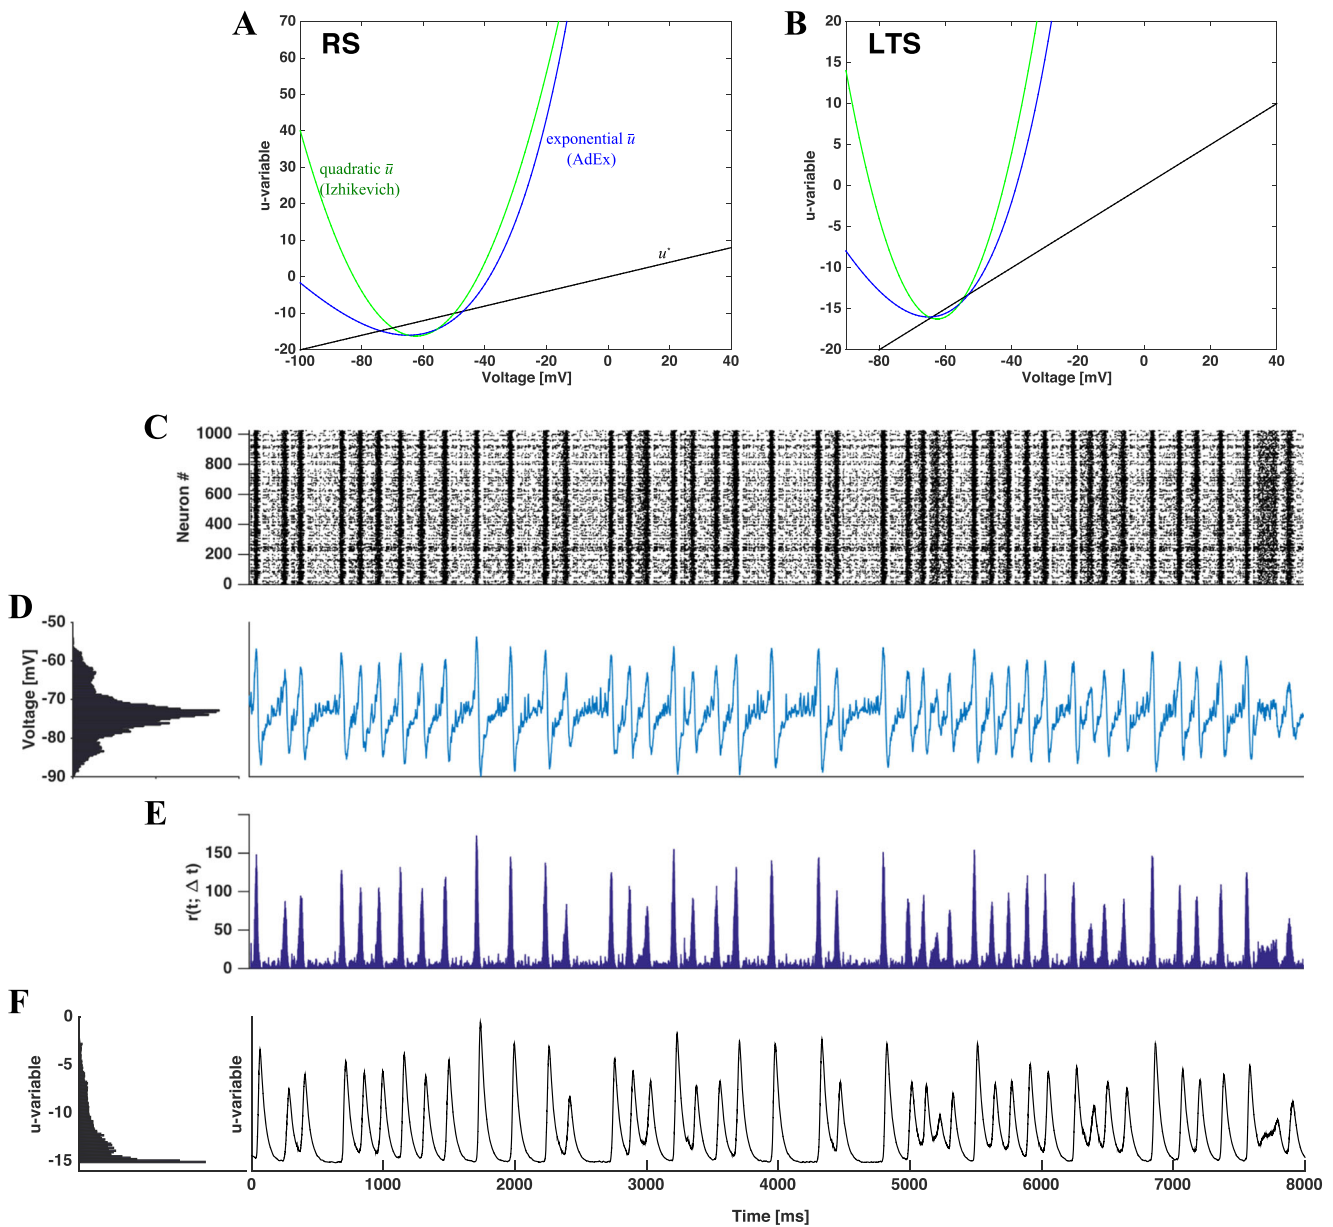 A
RS
70
60
50
40
30
20
10
0
-10
-20
u-variable
quadratic ū
(Izhikevich)
exponential ū
(AdEx)
u*
-100
-80
-60
-40
-20
0
20
40
Voltage [mV]
B
LTS
20
15
10
5
0
-5
-10
-15
-20
u-variable
-80
-60
-40
-20
0
20
40
Voltage [mV]
C
1000
800
600
400
200
0
Neuron #
D
-50
-60
-70
-80
-90
Voltage [mV]
E
150
100
50
0
r(t; Δ t)
F
0
-5
-10
-15
u-variable
u-variable
0
1000
2000
3000
4000
5000
6000
7000
8000
Time [ms]